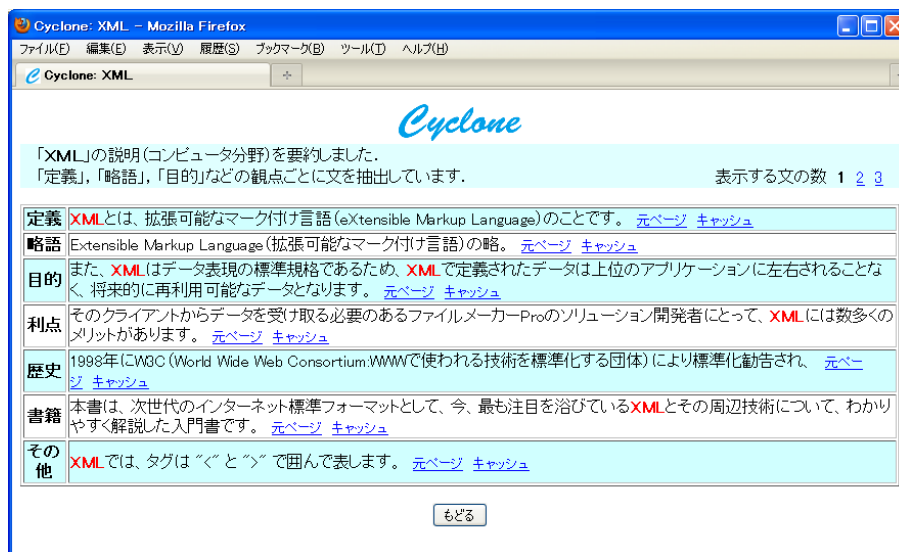 Cyclone: XML - Mozilla Firefox
ファイル(F) 編集(E) 表示(V) 履歴(S) ブックマーク(B) ツール(T) ヘルプ(H)
Cyclone: XML
Cyclone
「XML」の説明(コンピュータ分野)を要約しました.
「定義」,「略語」,「目的」などの観点ごとに文を抽出しています. 表示する文の数 1 2 3
定義 XMLとは、拡張可能なマーク付け言語(eXtensible Markup Language)のことです。 元ページ キャッシュ
略語 Extensible Markup Language(拡張可能なマーク付け言語)の略。 元ページ キャッシュ
目的 また、XMLはデータ表現の標準規格であるため、XMLで定義されたデータは上位のアプリケーションに左右されることな
く、将来的に再利用可能なデータとなります。 元ページ キャッシュ
利点 そのクライアントからデータを受け取る必要のあるファイルメーカーProのソリューション開発者にとって、XMLには数多くの
メリットがあります。 元ページ キャッシュ
歴史 1998年にW3C(World Wide Web Consortium:WWWで使われる技術を標準化する団体)により標準化勧告され、 元ペー
ジ キャッシュ
書籍 本書は、次世代のインターネット標準フォーマットとして、今、最も注目を浴びているXMLとその周辺技術について、わかり
やすく解説した入門書です。 元ページ キャッシュ
その
他 XMLでは、タグは "<" と ">" で囲んで表します。 元ページ キャッシュ
もどる